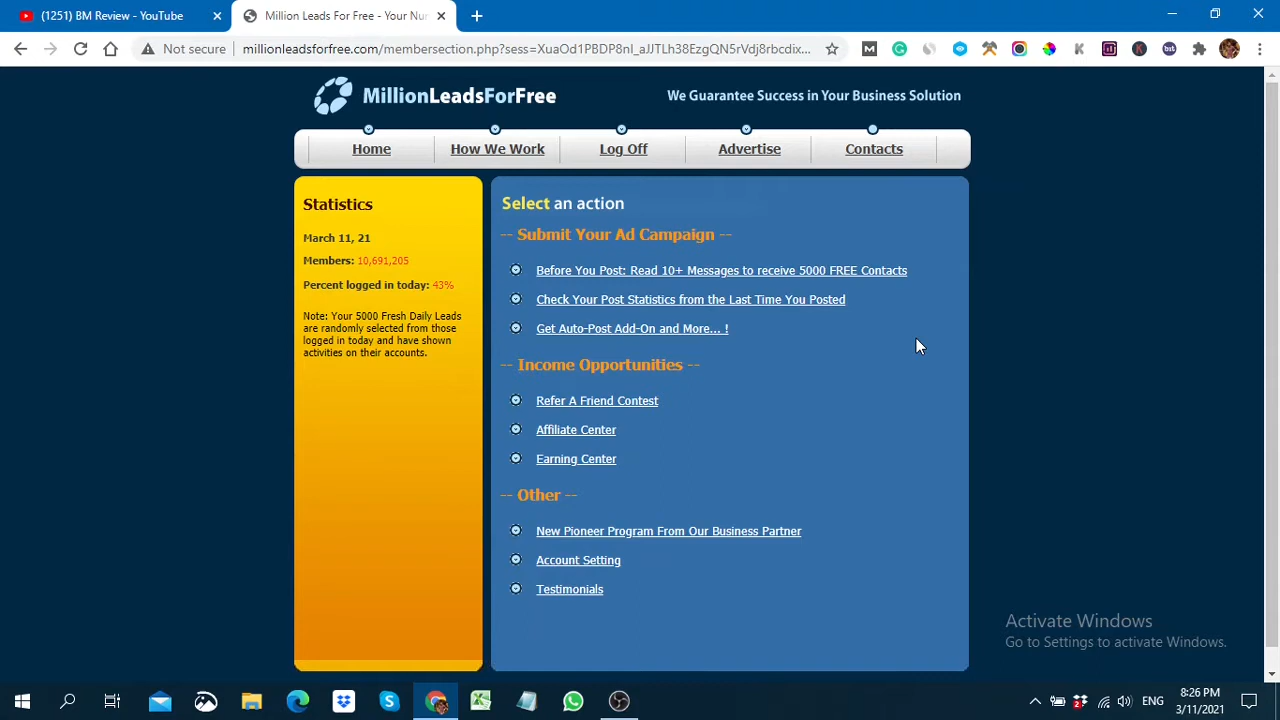 (1251) BM Review - YouTube
Million Leads For Free - Your Nur
Not secure
millionleadsforfree.com/membersection.php?sess=XuaOd1PBDP8nl_aJJTLh38EzgQN5rVdj8rbcdix...
MillionLeadsForFree
We Guarantee Success in Your Business Solution
Home
How We Work
Log Off
Advertise
Contacts
Statistics
March 11, 21
Members: 10,691,205
Percent logged in today: 43%
Note: Your 5000 Fresh Daily Leads
are randomly selected from those
logged in today and have shown
activities on their accounts.
Select an action
-- Submit Your Ad Campaign --
Before You Post: Read 10+ Messages to receive 5000 FREE Contacts
Check Your Post Statistics from the Last Time You Posted
Get Auto-Post Add-On and More... !
-- Income Opportunities --
Refer A Friend Contest
Affiliate Center
Earning Center
-- Other --
New Pioneer Program From Our Business Partner
Account Setting
Testimonials
Activate Windows
Go to Settings to activate Windows.
ENG
8:26 PM
3/11/2021